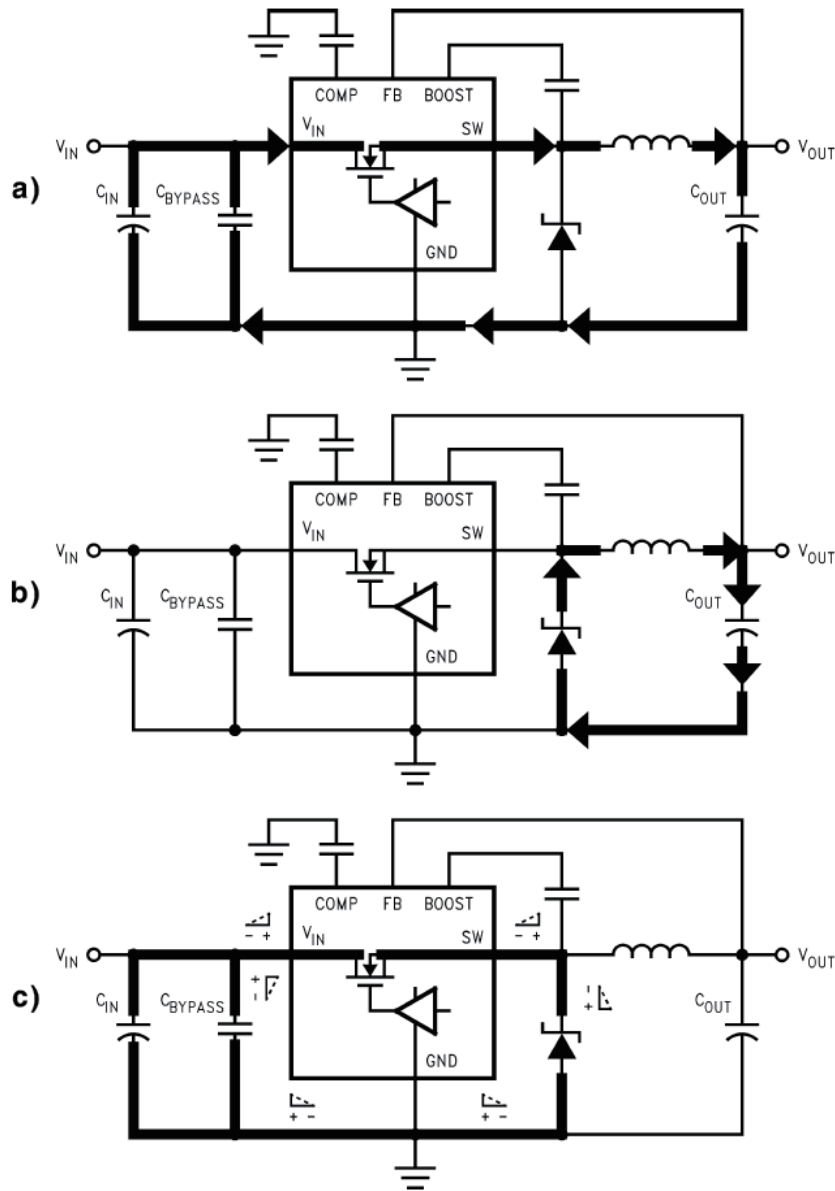 COMP FB BOOST
V_IN V_IN SW V_OUT
a) C_IN C_BYPASS C_OUT
GND
COMP FB BOOST
V_IN V_IN SW V_OUT
b) C_IN C_BYPASS C_OUT
GND
COMP FB BOOST
- + - +
V_IN V_IN SW V_OUT
c) C_IN C_BYPASS + - - + C_OUT
GND
+ - + -